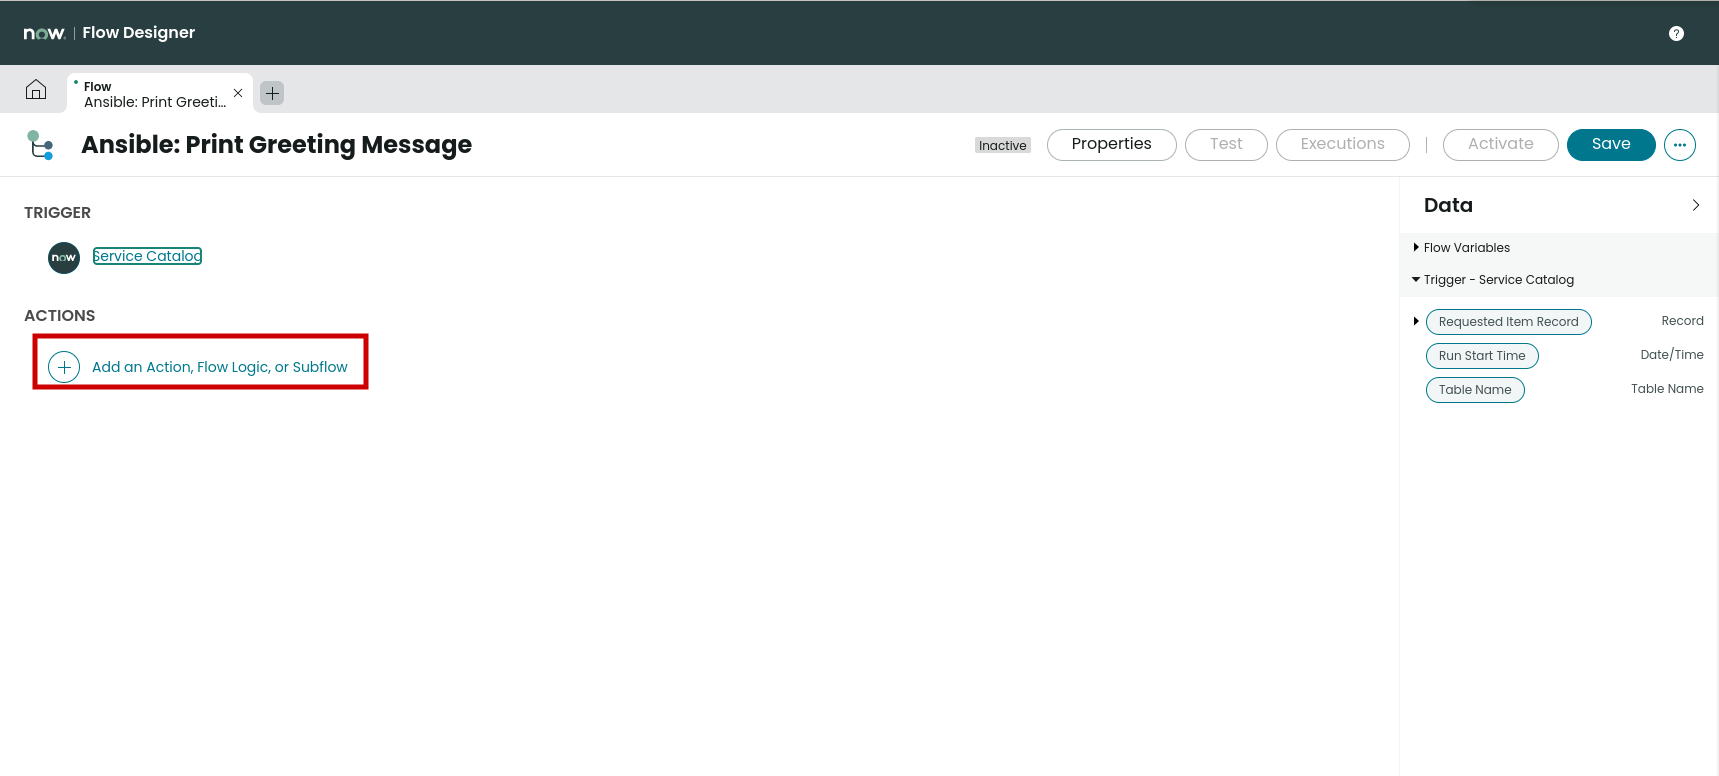 now. | Flow Designer
?
Flow
Ansible: Print Greeti...
Ansible: Print Greeting Message
Inactive
Properties
Test
Executions
Activate
Save
TRIGGER
now
Service Catalog
ACTIONS
Add an Action, Flow Logic, or Subflow
Data
Flow Variables
Trigger - Service Catalog
Requested Item Record Record
Run Start Time Date/Time
Table Name Table Name